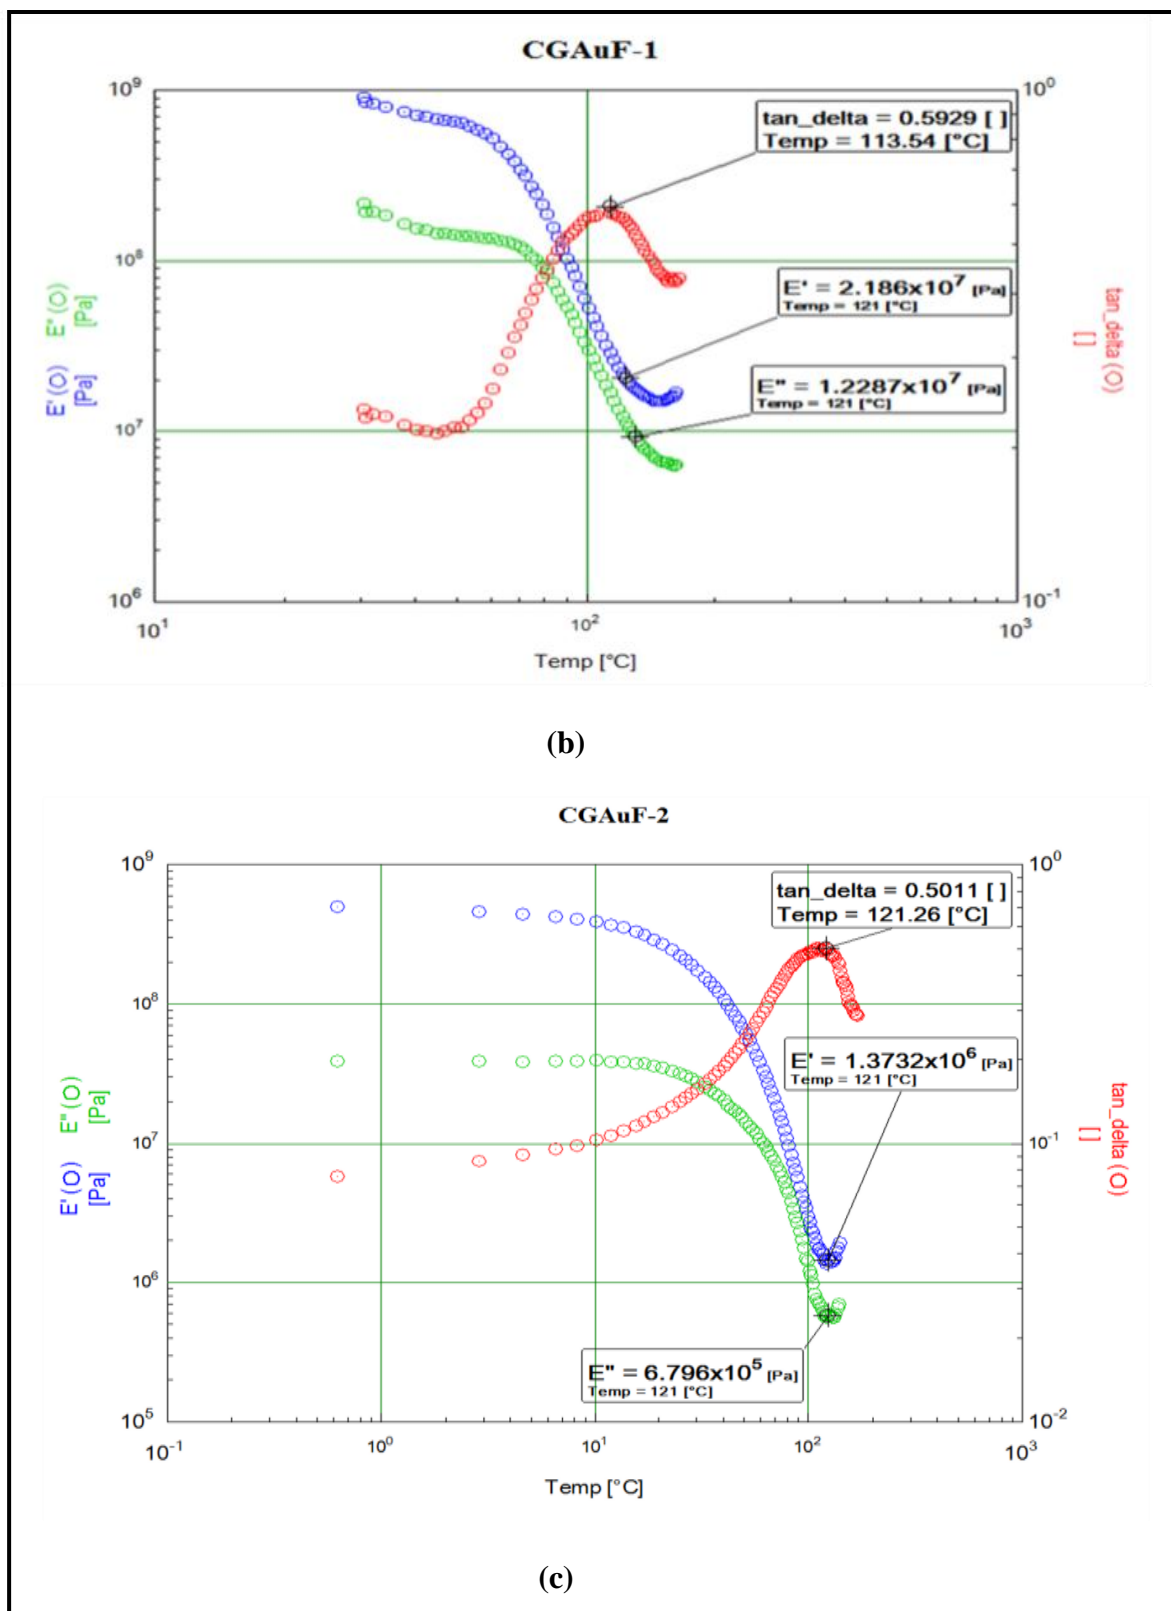 CGAuF-1
10⁹
10⁰
tan_delta = 0.5929 [ ]
Temp = 113.54 [°C]
10⁸
E' = 2.186x10⁷ [Pa]
Temp = 121 [°C]
E'' = 1.2287x10⁷ [Pa]
Temp = 121 [°C]
10⁷
10⁶
10⁻¹
E'' (O)
[Pa]
E' (O)
[Pa]
tan_delta (O)
[]
10¹
10²
10³
Temp [°C]
(b)
CGAuF-2
10⁹
10⁰
tan_delta = 0.5011 [ ]
Temp = 121.26 [°C]
10⁸
E' = 1.3732x10⁶ [Pa]
Temp = 121 [°C]
10⁷
10⁻¹
10⁶
E'' = 6.796x10⁵ [Pa]
Temp = 121 [°C]
10⁵
10⁻²
E'' (O)
[Pa]
E' (O)
[Pa]
tan_delta (O)
[]
10⁻¹
10⁰
10¹
10²
10³
Temp [°C]
(c)